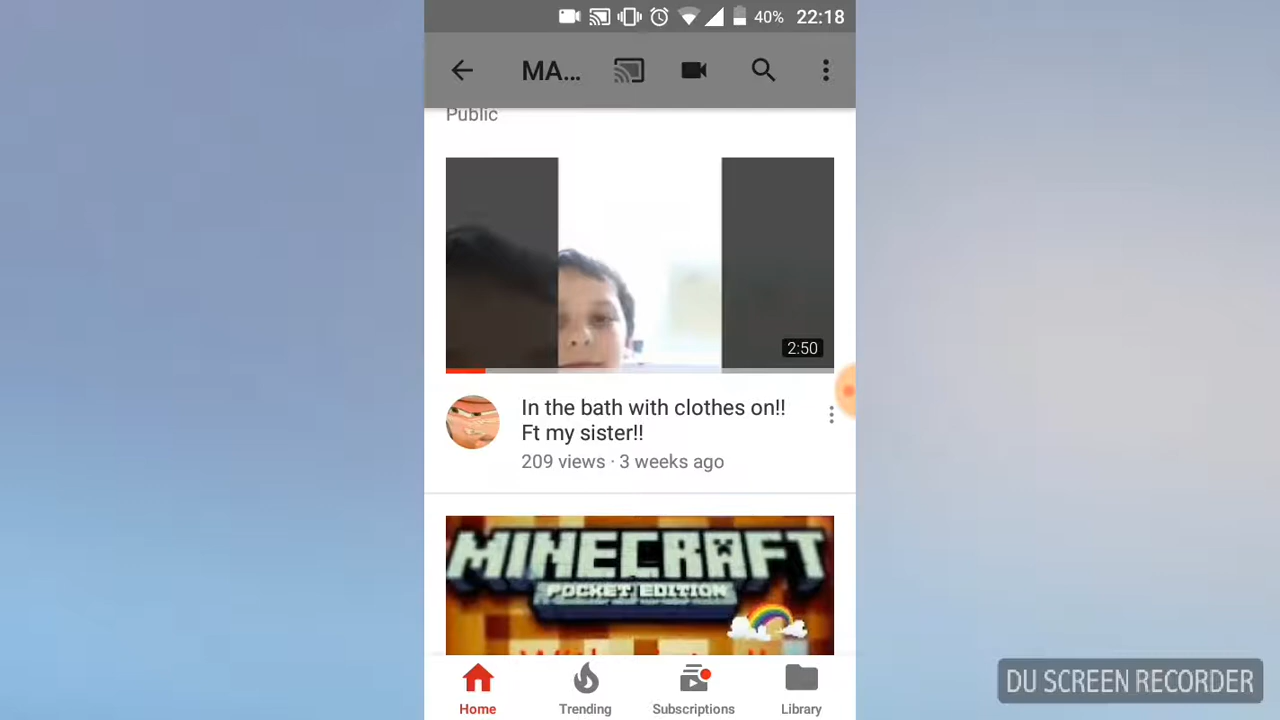 40% 22:18
MA...
Public
2:50
In the bath with clothes on!!
Ft my sister!!
209 views · 3 weeks ago
MINECRAFT
POCKET EDITION
Home Trending Subscriptions Library
DU SCREEN RECORDER